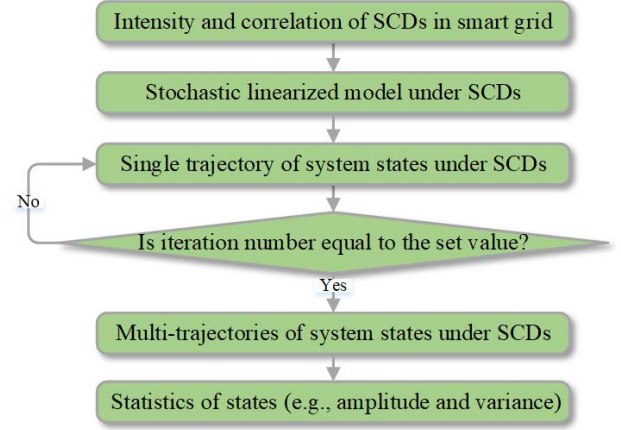 Intensity and correlation of SCDs in smart grid
Stochastic linearized model under SCDs
Single trajectory of system states under SCDs
No
Is iteration number equal to the set value?
Yes
Multi-trajectories of system states under SCDs
Statistics of states (e.g., amplitude and variance)